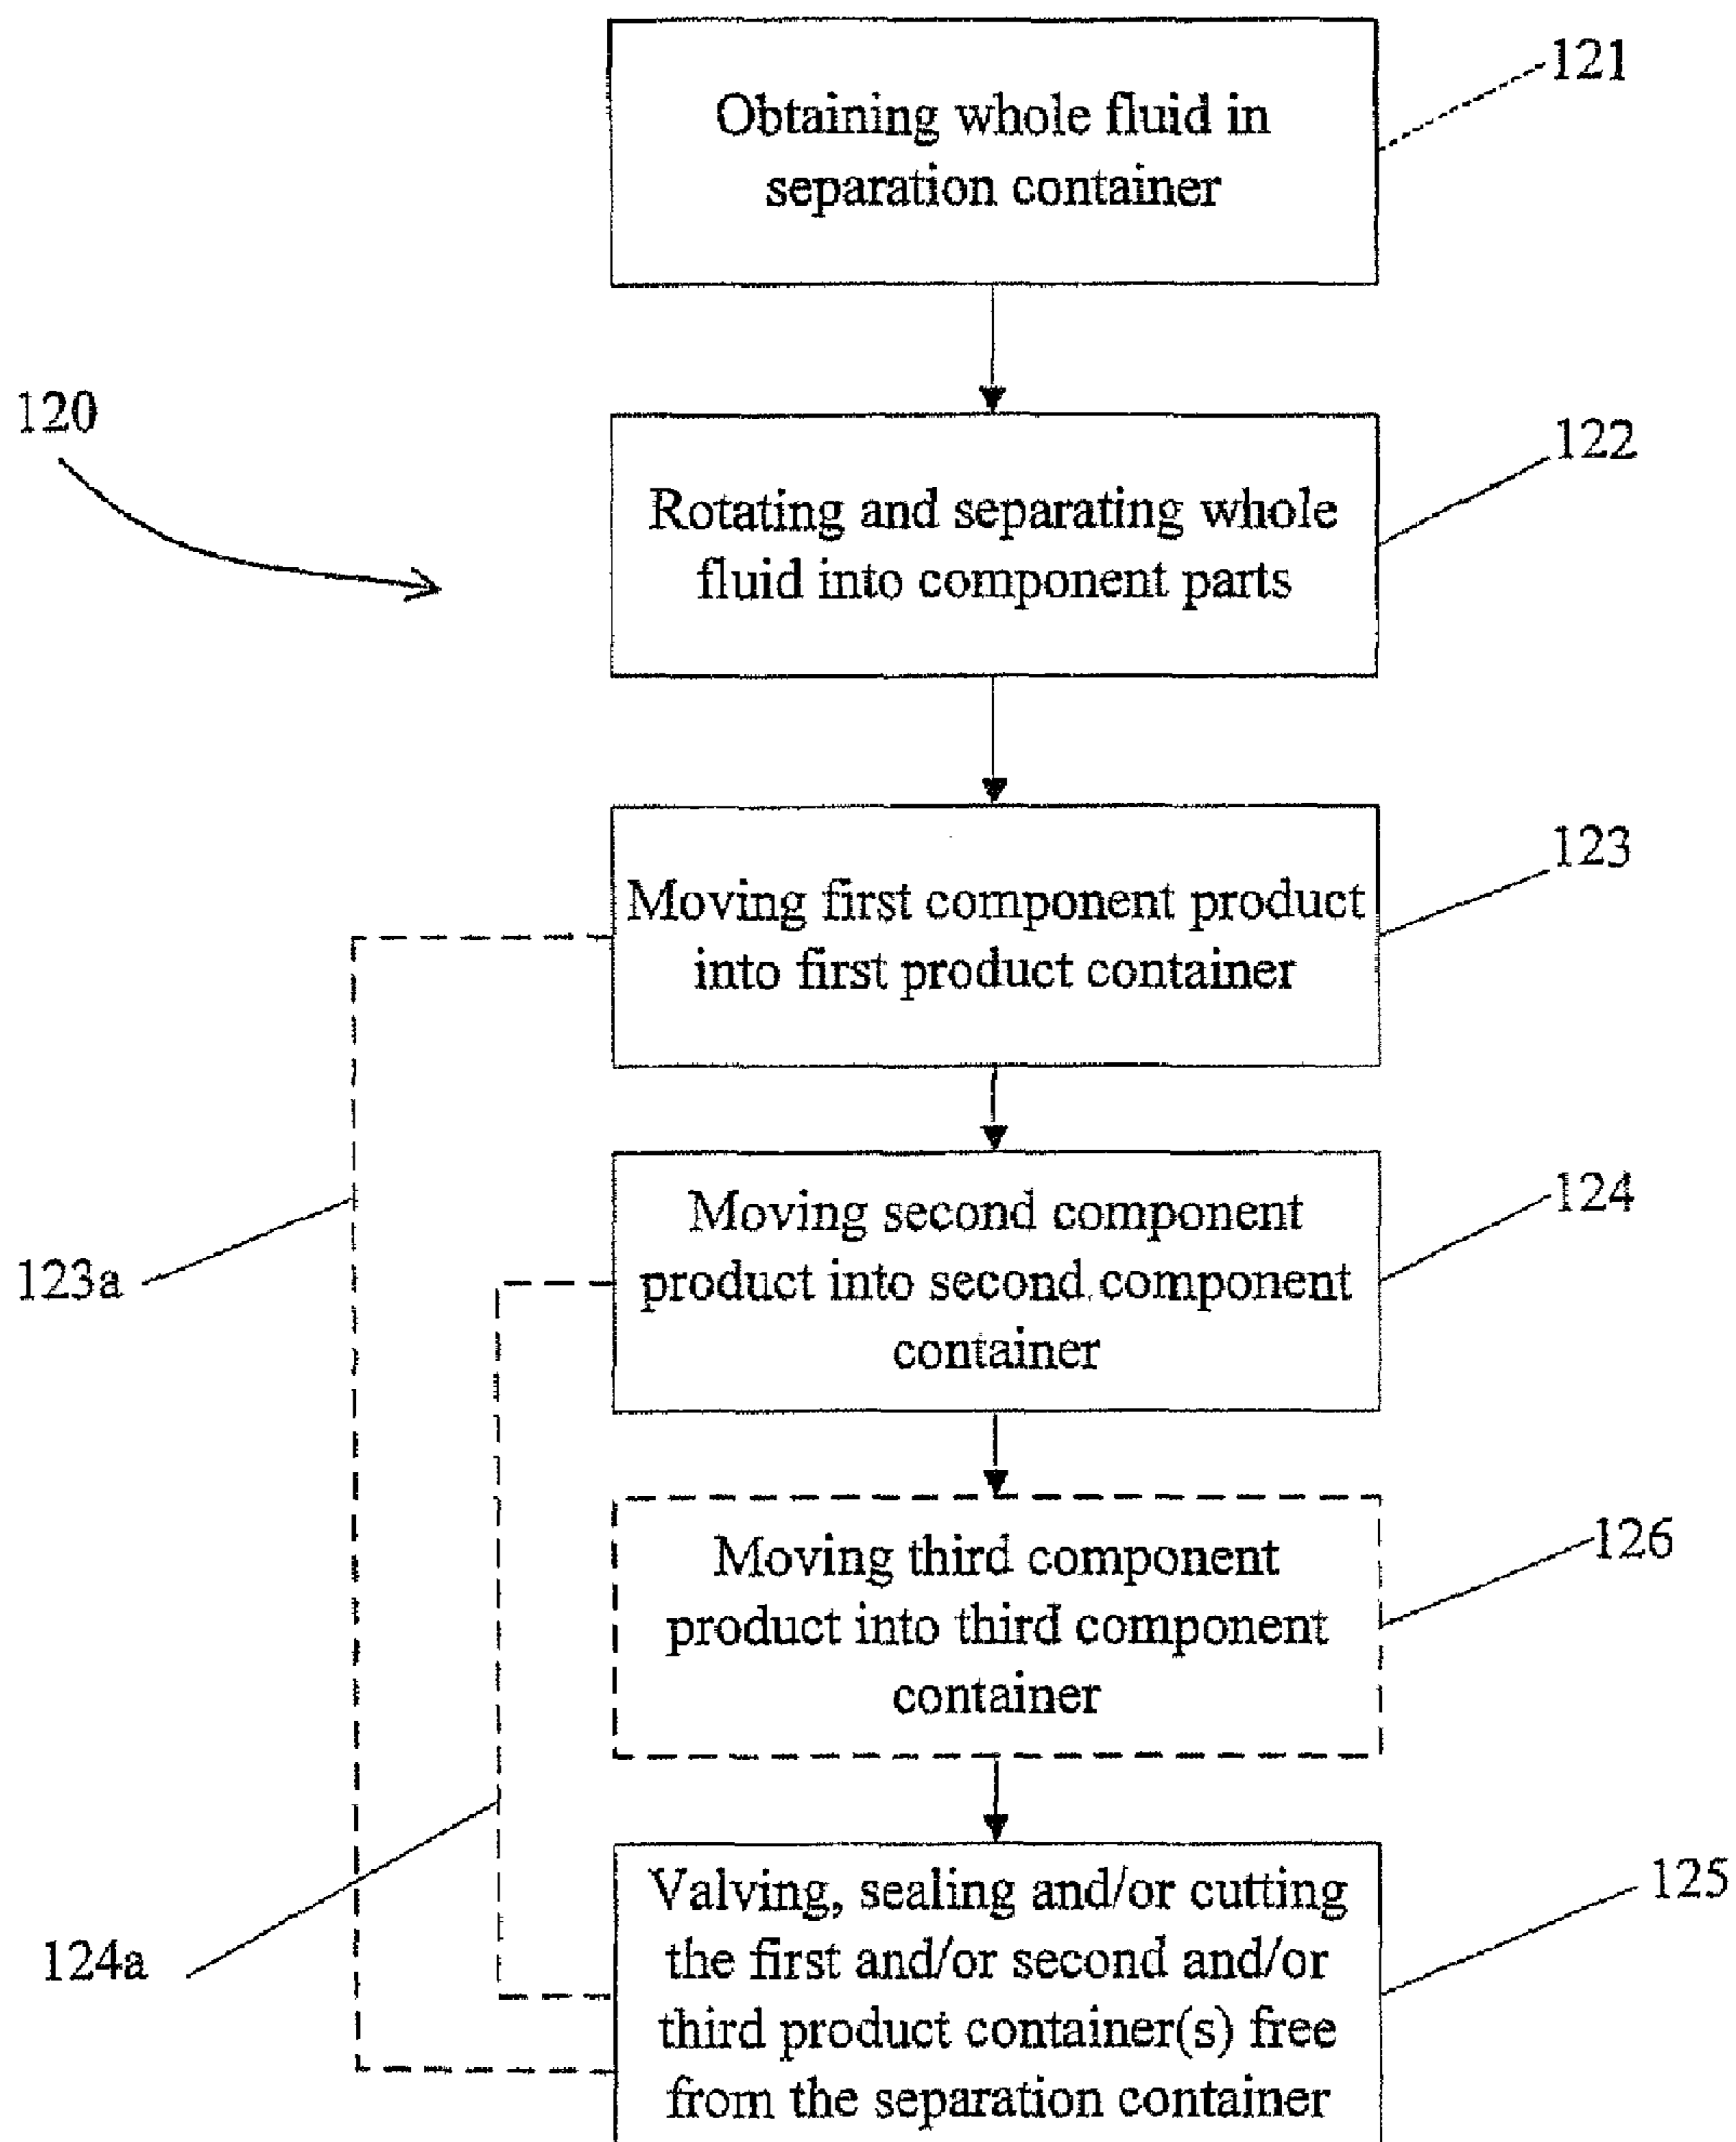 Obtaining whole fluid in
separation container
121
120
Rotating and separating whole
fluid into component parts
122
Moving first component product
into first product container
123
123a
Moving second component
product into second component
container
124
Moving third component
product into third component
container
126
124a
Valving, sealing and/or cutting
the first and/or second and/or
third product container(s) free
from the separation container
125